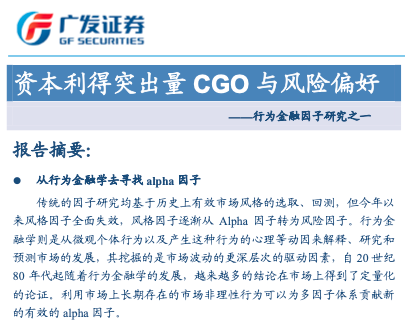 广发证券
GF SECURITIES
资本利得突出量 CGO 与风险偏好
——行为金融因子研究之一
报告摘要：
● 从行为金融学去寻找 alpha 因子
传统的因子研究均基于历史上有效市场风格的选取、回测，但今年以
来风格因子全面失效，风格因子逐渐从 Alpha 因子转为风险因子。行为金
融学则是从微观个体行为以及产生这种行为的心理等动因来解释、研究和
预测市场的发展，其挖掘的是市场波动的更深层次的驱动因素，自 20 世纪
80 年代起随着行为金融学的发展，越来越多的结论在市场上得到了定量化
的论证。利用市场上长期存在的市场非理性行为可以为多因子体系贡献新
的有效的 alpha 因子。